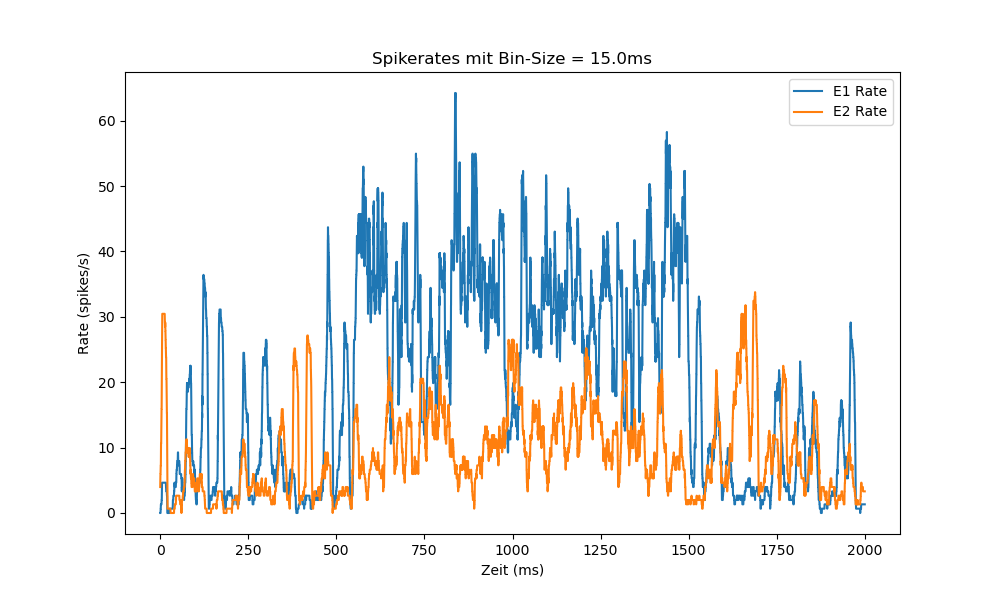 Spikerates mit Bin-Size = 15.0ms
E1 Rate
E2 Rate
Rate (spikes/s)
60
50
40
30
20
10
0
0 250 500 750 1000 1250 1500 1750 2000
Zeit (ms)